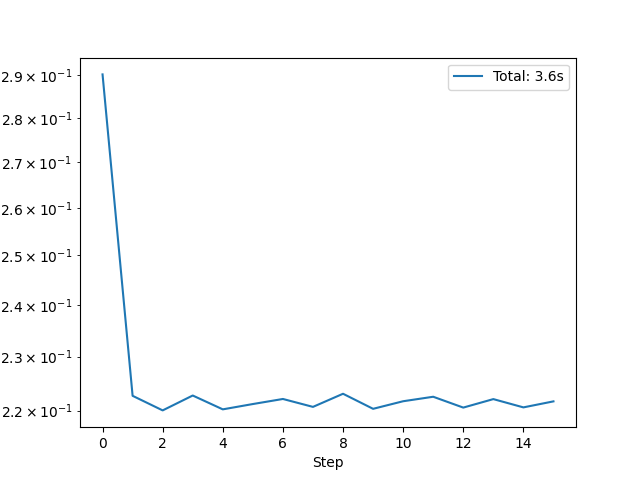 Total: 3.6s
2.9 × 10⁻¹
2.8 × 10⁻¹
2.7 × 10⁻¹
2.6 × 10⁻¹
2.5 × 10⁻¹
2.4 × 10⁻¹
2.3 × 10⁻¹
2.2 × 10⁻¹
0 2 4 6 8 10 12 14
Step